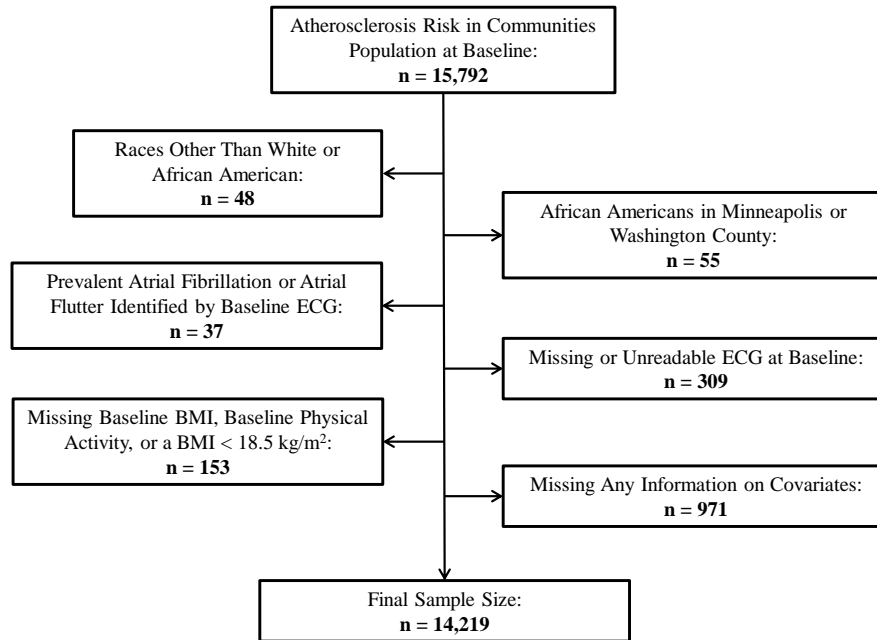 Atherosclerosis Risk in Communities
Population at Baseline:
n = 15,792
Races Other Than White or
African American:
n = 48
African Americans in Minneapolis or
Washington County:
n = 55
Prevalent Atrial Fibrillation or Atrial
Flutter Identified by Baseline ECG:
n = 37
Missing or Unreadable ECG at Baseline:
n = 309
Missing Baseline BMI, Baseline Physical
Activity, or a BMI < 18.5 kg/m²:
n = 153
Missing Any Information on Covariates:
n = 971
Final Sample Size:
n = 14,219